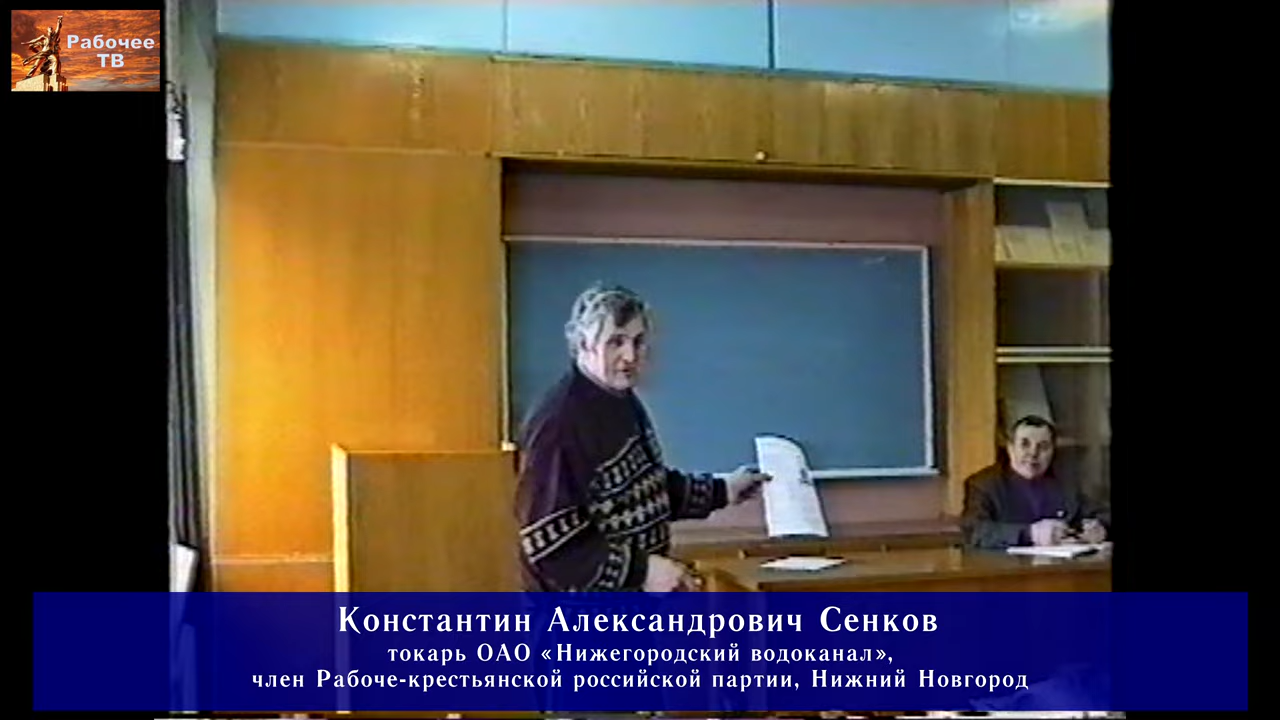 Рабочее
ТВ
Константин Александрович Сенков
токарь ОАО «Нижегородский водоканал»,
член Рабоче-крестьянской российской партии, Нижний Новгород